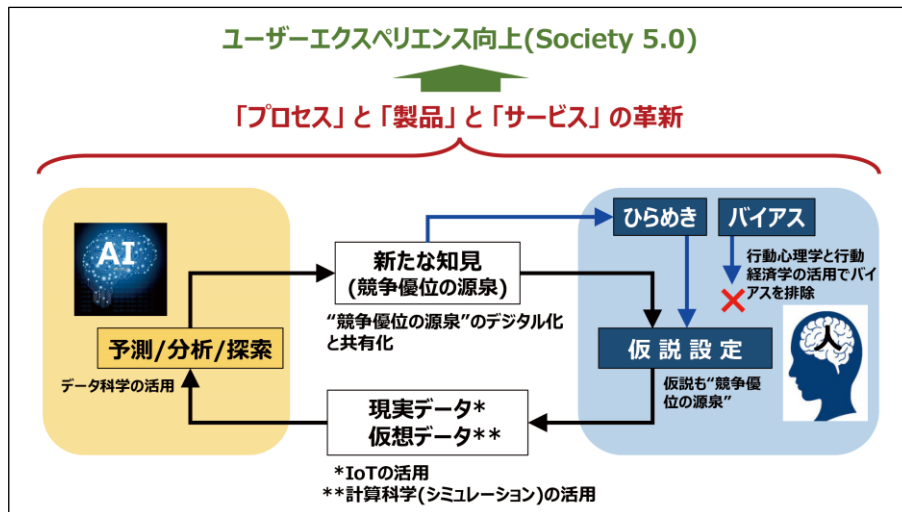 ユーザーエクスペリエンス向上(Society 5.0)
「プロセス」と「製品」と「サービス」の革新
AI
ひらめき
バイアス
新たな知見
(競争優位の源泉)
行動心理学と行動
経済学の活用でバイ
アスを排除
“競争優位の源泉”のデジタル化
と共有化
人
予測/分析/探索
データ科学の活用
仮 説 設 定
仮説も“競争優
位の源泉”
現実データ*
仮想データ**
*IoTの活用
**計算科学(シミュレーション)の活用